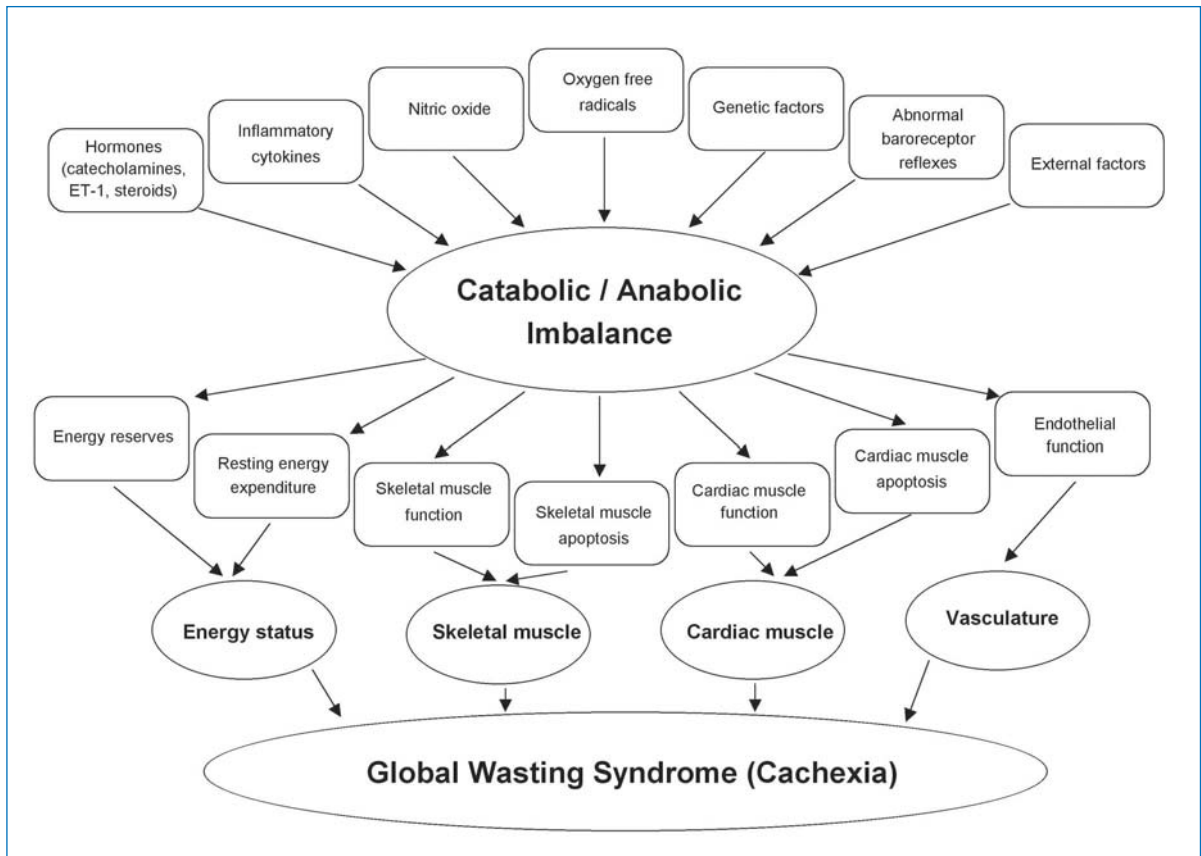 Oxygen free
radicals
Nitric oxide
Genetic factors
Inflammatory
cytokines
Abnormal
baroreceptor
reflexes
Hormones
(catecholamines,
ET-1, steroids)
External factors
Catabolic / Anabolic
Imbalance
Energy reserves
Resting energy
expenditure
Skeletal muscle
function
Skeletal muscle
apoptosis
Cardiac muscle
function
Cardiac muscle
apoptosis
Endothelial
function
Energy status
Skeletal muscle
Cardiac muscle
Vasculature
Global Wasting Syndrome (Cachexia)